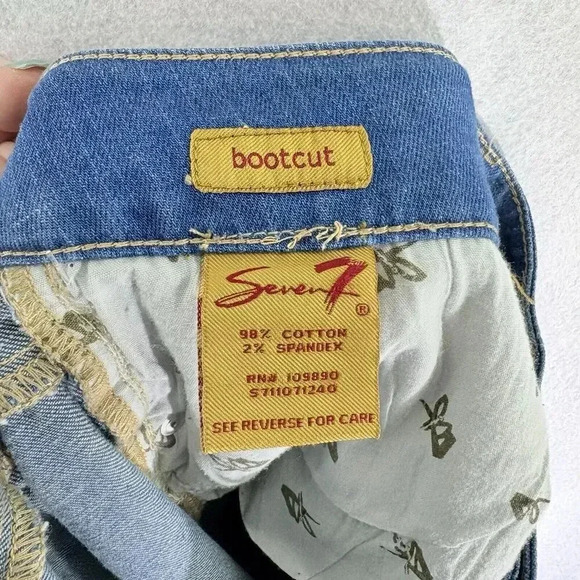 bootcut
Seven7®
98% COTTON
2% SPANDEX
RN# 109890
S711071240
SEE REVERSE FOR CARE